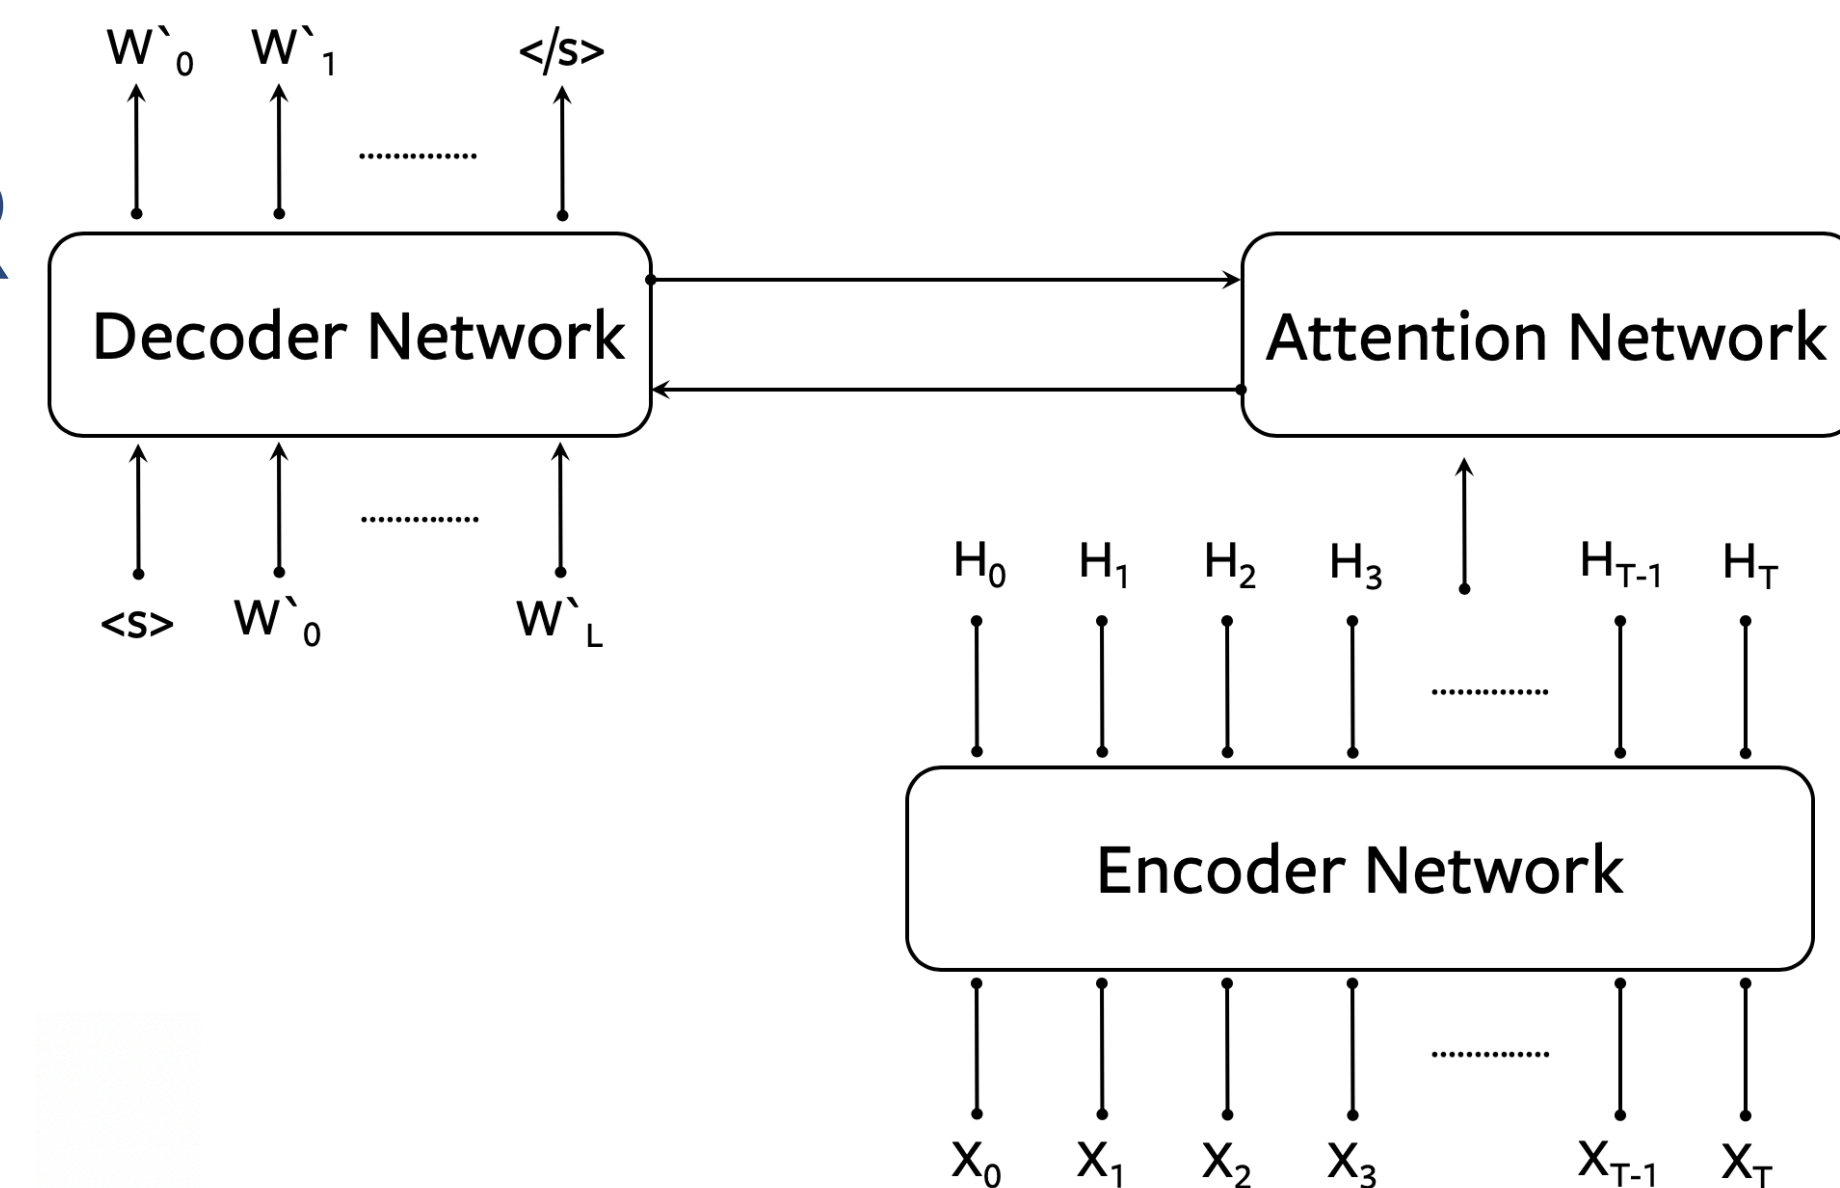 W`0 W`1 </s>
Decoder Network
Attention Network
<s> W`0 W`L
H0 H1 H2 H3 HT-1 HT
Encoder Network
X0 X1 X2 X3 XT-1 XT